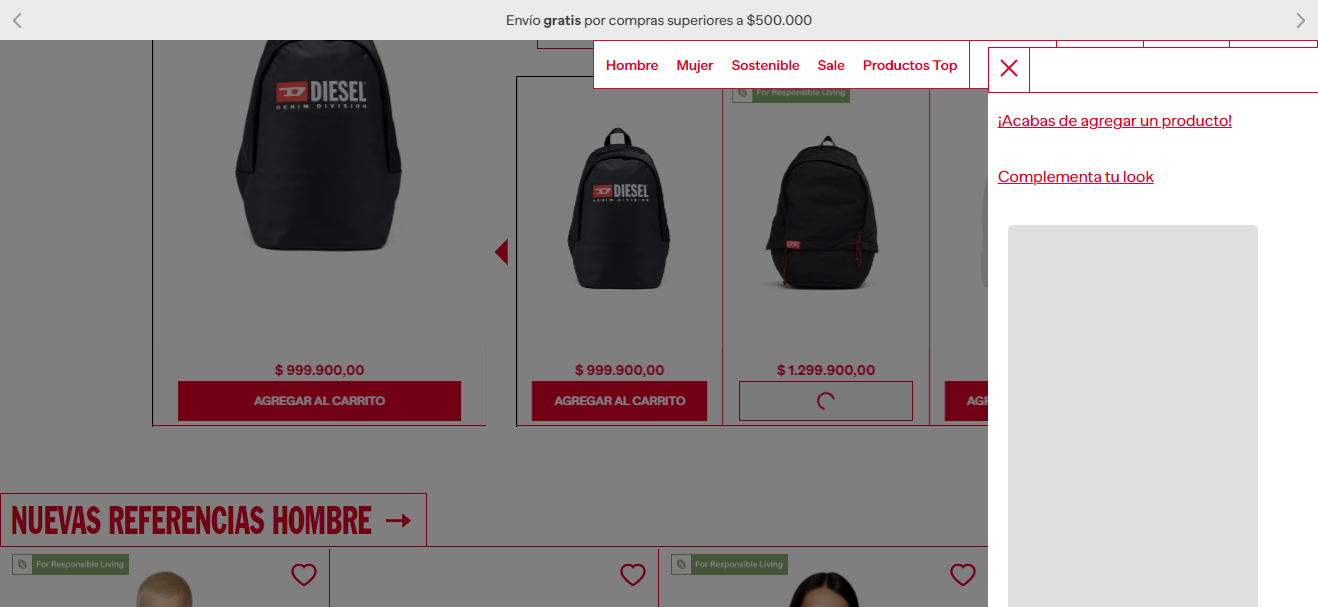 Envío gratis por compras superiores a $500.000
Hombre Mujer Sostenible Sale Productos Top
For Responsible Living
¡Acabas de agregar un producto!
Complementa tu look
DIESEL
DENIM DIVISION
DIESEL
DENIM DIVISION
DIESEL
$ 999.900,00
AGREGAR AL CARRITO
$ 999.900,00
AGREGAR AL CARRITO
$ 1.299.900,00
NUEVAS REFERENCIAS HOMBRE
For Responsible Living
For Responsible Living